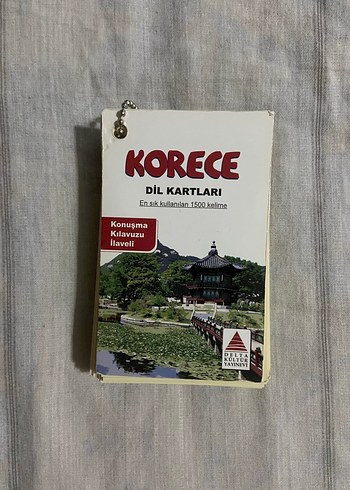 KORECE
DİL KARTLARI
En sık kullanılan 1500 kelime
Konuşma
Kılavuzu
İlaveli
DELTA
KÜLTÜR
YAYINEVİ